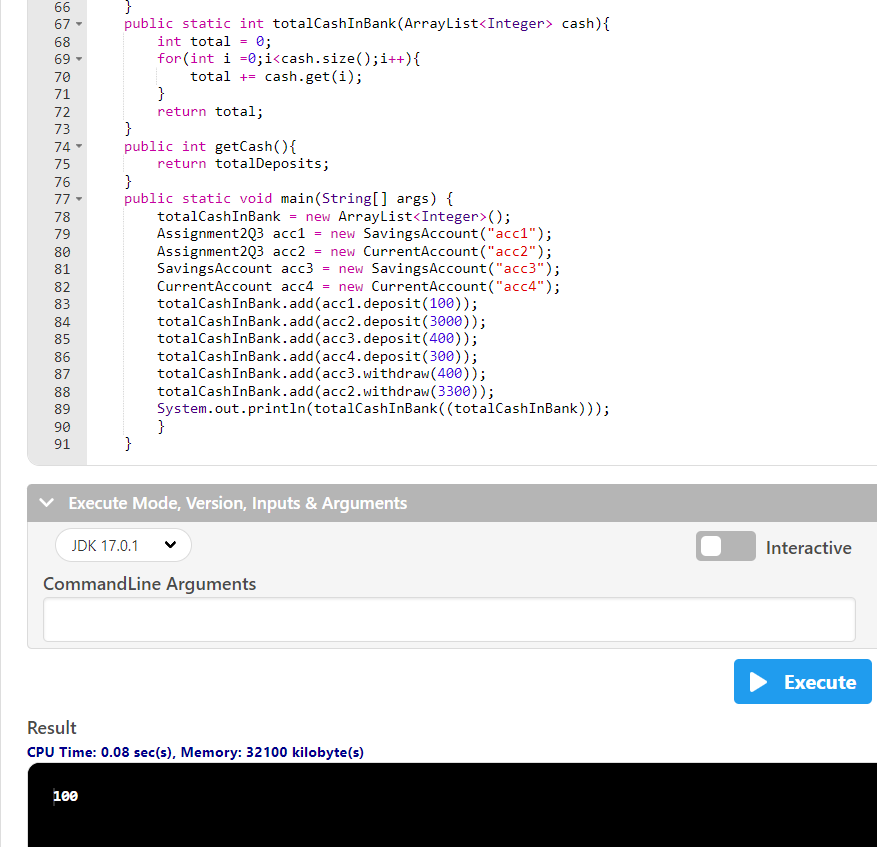 66 }
67 public static int totalCashInBank(ArrayList<Integer> cash){
68 int total = 0;
69 for(int i =0;i<cash.size();i++){
70 total += cash.get(i);
71 }
72 return total;
73 }
74 public int getCash(){
75 return totalDeposits;
76 }
77 public static void main(String[] args) {
78 totalCashInBank = new ArrayList<Integer>();
79 Assignment2Q3 acc1 = new SavingsAccount("acc1");
80 Assignment2Q3 acc2 = new CurrentAccount("acc2");
81 SavingsAccount acc3 = new SavingsAccount("acc3");
82 CurrentAccount acc4 = new CurrentAccount("acc4");
83 totalCashInBank.add(acc1.deposit(100));
84 totalCashInBank.add(acc2.deposit(3000));
85 totalCashInBank.add(acc3.deposit(400));
86 totalCashInBank.add(acc4.deposit(300));
87 totalCashInBank.add(acc3.withdraw(400));
88 totalCashInBank.add(acc2.withdraw(3300));
89 System.out.println(totalCashInBank((totalCashInBank)));
90 }
91 }
Execute Mode, Version, Inputs & Arguments
JDK 17.0.1
Interactive
CommandLine Arguments
Execute
Result
CPU Time: 0.08 sec(s), Memory: 32100 kilobyte(s)
100